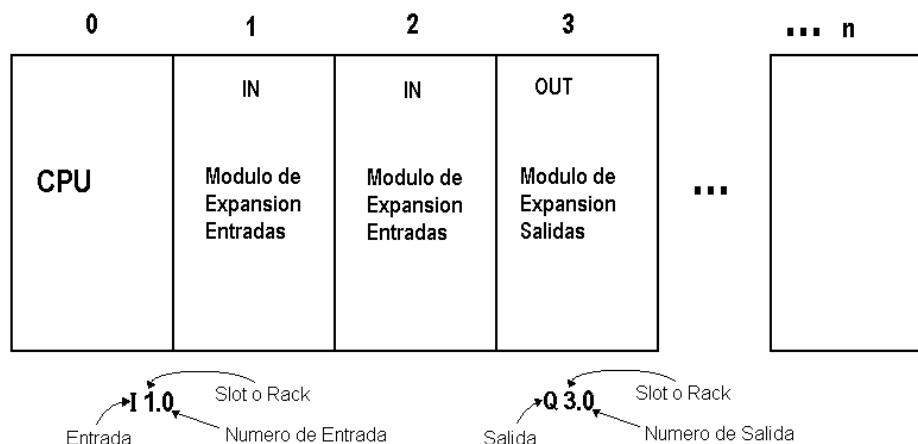 0 1 2 3 ... n
IN IN OUT
CPU
Modulo de Expansion Entradas
Modulo de Expansion Entradas
Modulo de Expansion Salidas
...
I 1.0
Slot o Rack
Entrada
Numero de Entrada
Q 3.0
Slot o Rack
Salida
Numero de Salida